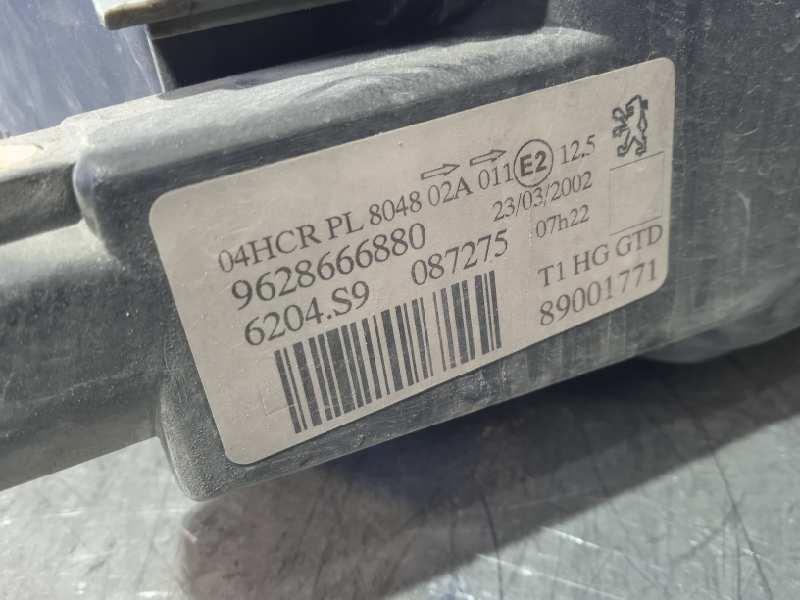 04HCR PL 8048 02A 011 E2 12.5
9628666880 23/03/2002
6204.S9 087275 07h22
T1 HG GTD
89001771